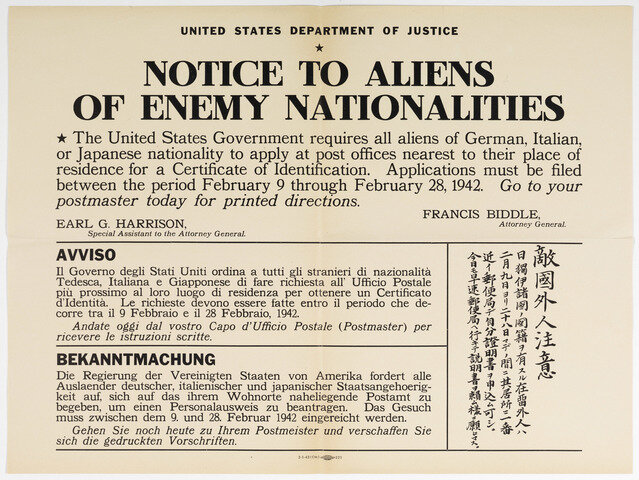 UNITED STATES DEPARTMENT OF JUSTICE
★
NOTICE TO ALIENS
OF ENEMY NATIONALITIES
★ The United States Government requires all aliens of German, Italian,
or Japanese nationality to apply at post offices nearest to their place of
residence for a Certificate of Identification. Applications must be filed
between the period February 9 through February 28, 1942. Go to your
postmaster today for printed directions.
FRANCIS BIDDLE,
Attorney General.
EARL G. HARRISON,
Special Assistant to the Attorney General.
AVVISO
Il Governo degli Stati Uniti ordina a tutti gli stranieri di nazionalità
Tedesca, Italiana e Giapponese di fare richiesta all' Ufficio Postale
più prossimo al loro luogo di residenza per ottenere un Certificato
d'Identità. Le richieste devono essere fatte entro il periodo che de-
corre tra il 9 Febbraio e il 28 Febbraio, 1942.
Andate oggi dal vostro Capo d'Ufficio Postale (Postmaster) per
ricevere le istruzioni scritte.
BEKANNTMACHUNG
Die Regierung der Vereinigten Staaten von Amerika fordert alle
Auslaender deutscher, italienischer und japanischer Staatsangehoerig-
keit auf, sich auf das ihrem Wohnorte naheliegende Postamt zu
begeben, um einen Personalausweis zu beantragen. Das Gesuch
muss zwischen dem 9. und 28. Februar 1942 eingereicht werden.
Gehen Sie noch heute zu Ihrem Postmeister und verschaffen Sie
sich die gedruckten Vorschriften.
敵國外人注意
日獨伊諸國ノ國籍ヲ有スル在留外人ハ
二月九日ヨリ二十八日マデノ間ニ其居所ニ一番
近イ郵便局デ自分證明書ヲ申込ム可シ。
今日モ早速郵便局ヘ行キテ説明書ヲ